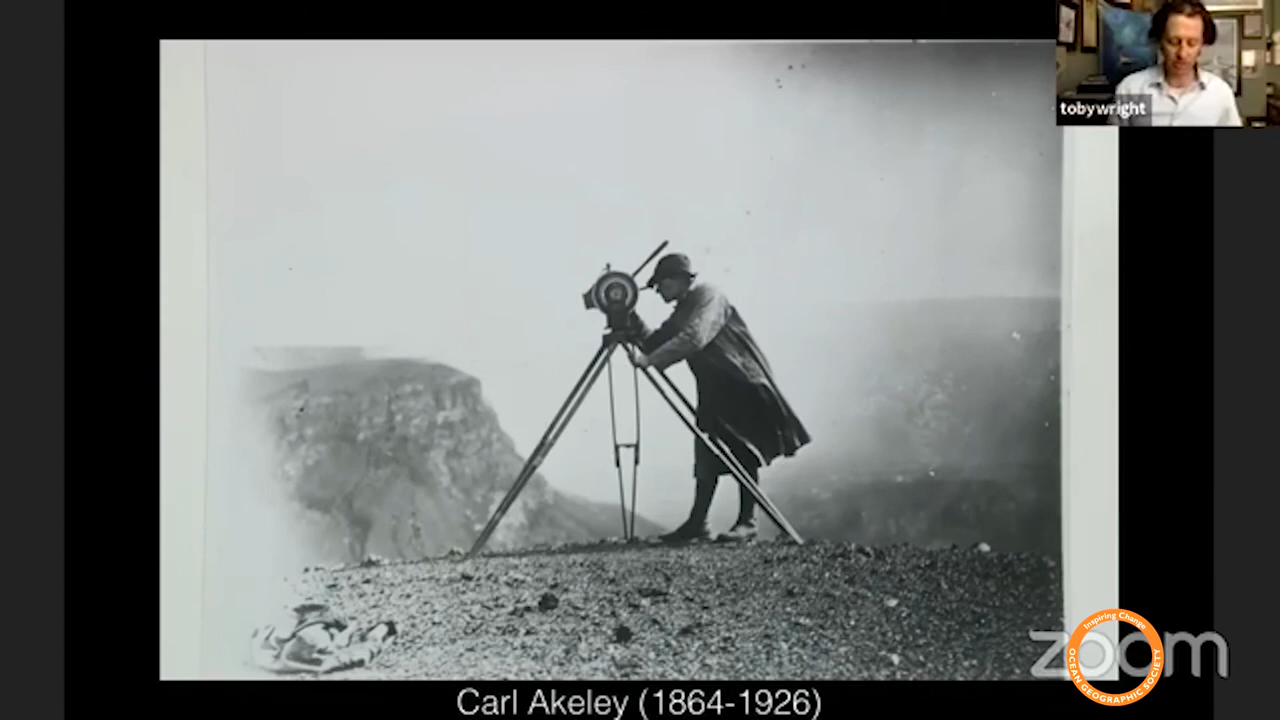 tobywright
Inspiring Change
OCEAN GEOGRAPHIC SOCIETY
zoom
Carl Akeley (1864-1926)